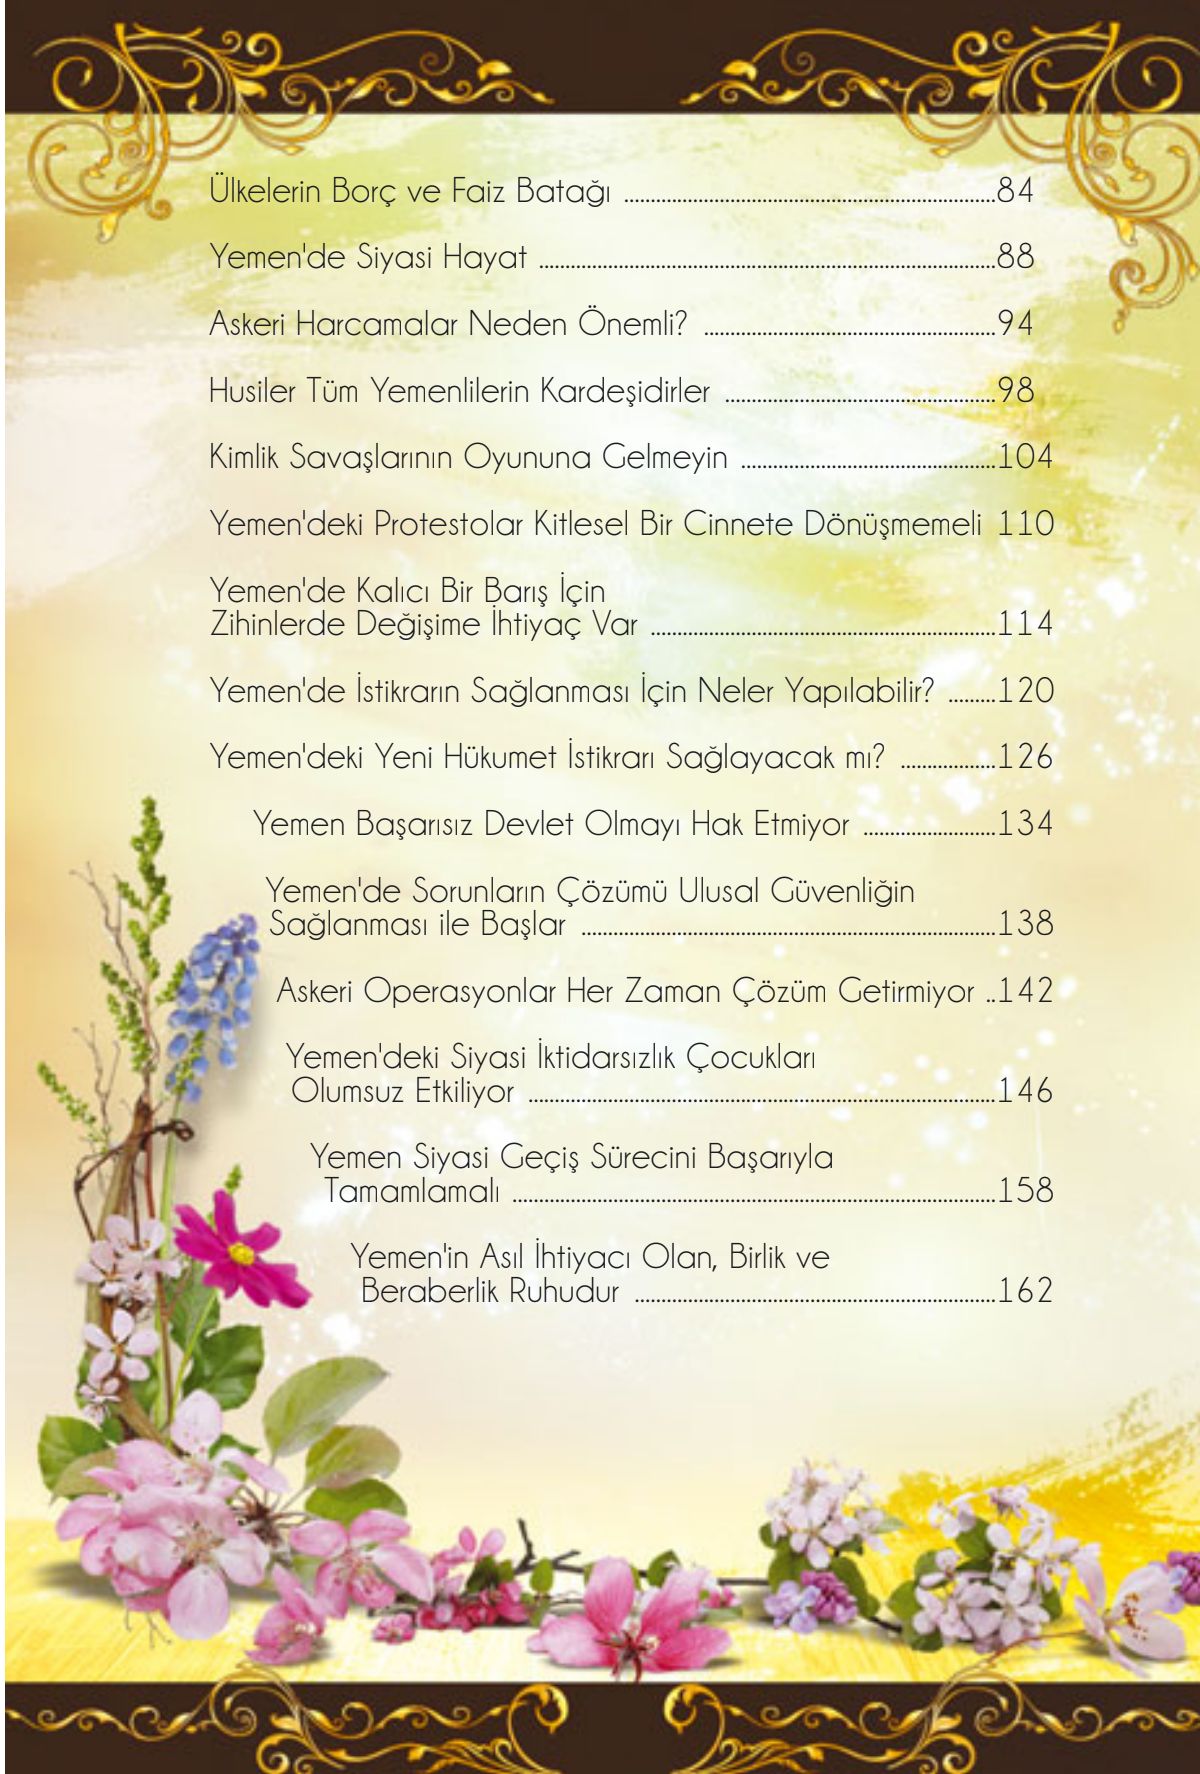 Ülkelerin Borç ve Faiz Batağı .......................................................................84
Yemen'de Siyasi Hayat .......................................................................................88
Askeri Harcamalar Neden Önemli? .......................................................94
Husiler Tüm Yemenlilerin Kardeşidirler ...................................................98
Kimlik Savaşlarının Oyununa Gelmeyin ................................................104
Yemen'deki Protestolar Kitlesel Bir Cinnete Dönüşmemeli 110
Yemen'de Kalıcı Bir Barış İçin
Zihinlerde Değişime İhtiyaç Var .................................................................114
Yemen'de İstikrarın Sağlanması İçin Neler Yapılabilir? .........120
Yemen'deki Yeni Hükumet İstikrarı Sağlayacak mı? ..................126
Yemen Başarısız Devlet Olmayı Hak Etmiyor .........................134
Yemen'de Sorunların Çözümü Ulusal Güvenliğin
Sağlanması ile Başlar ..............................................................................138
Askeri Operasyonlar Her Zaman Çözüm Getirmiyor ..142
Yemen'deki Siyasi İktidarsızlık Çocukları
Olumsuz Etkiliyor ........................................................................................146
Yemen Siyasi Geçiş Sürecini Başarıyla
Tamamlamalı ...........................................................................................158
Yemen'in Asıl İhtiyacı Olan, Birlik ve
Beraberlik Ruhudur ....................................................................162